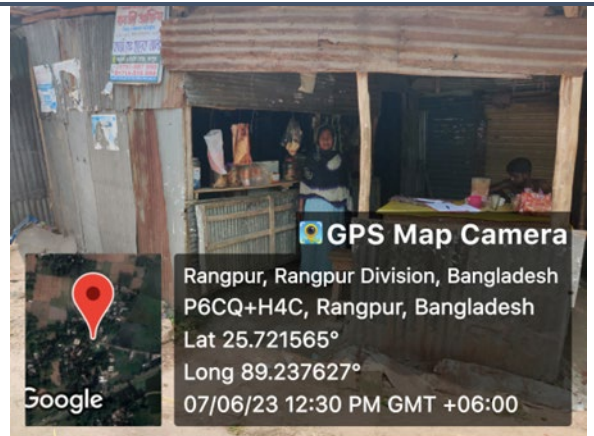 GPS Map Camera
Rangpur, Rangpur Division, Bangladesh
P6CQ+H4C, Rangpur, Bangladesh
Lat 25.721565°
Long 89.237627°
07/06/23 12:30 PM GMT +06:00
Google